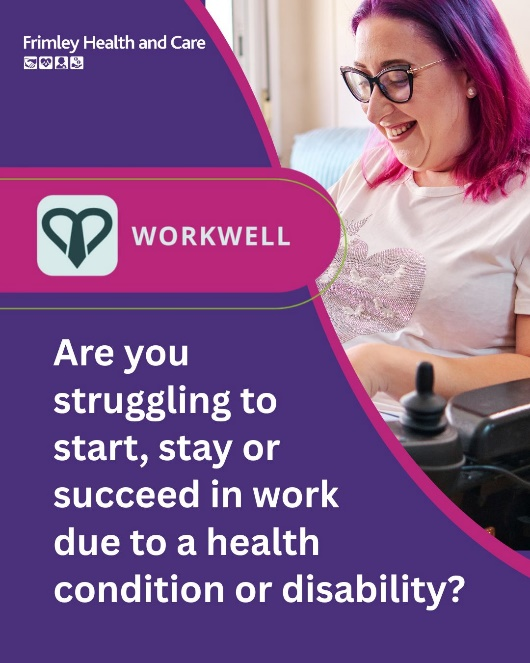 Frimley Health and Care
WORKWELL
Are you
struggling to
start, stay or
succeed in work
due to a health
condition or disability?